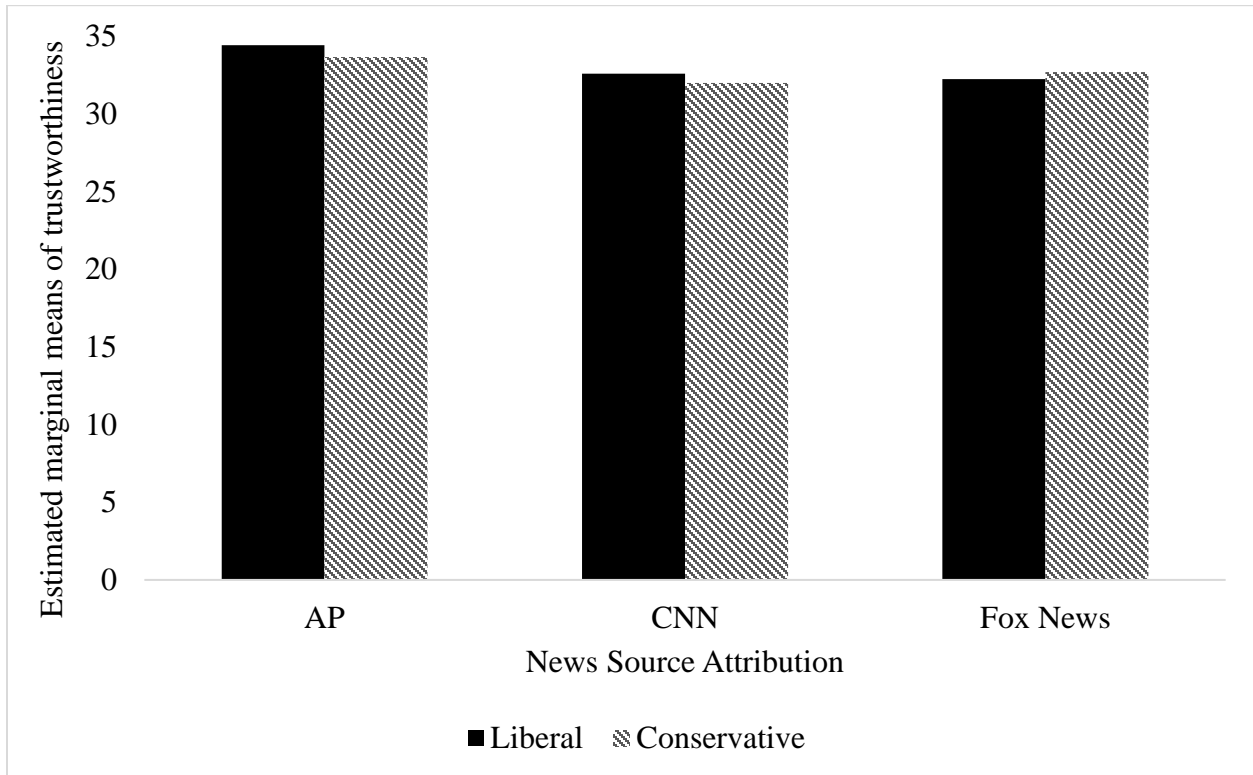 Estimated marginal means of trustworthiness
35
30
25
20
15
10
5
0
AP
CNN
Fox News
News Source Attribution
Liberal
Conservative